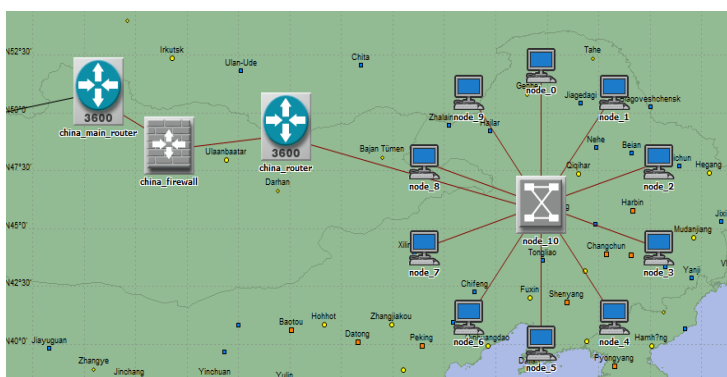 N52°30'
Irkutsk
Ulan-Ude
Chita
Tahe
node_0
3600
china_main_router
node_9
Jiagedagi
node_1
3600
china_router
Hailar
Nehe
Beian
china_firewall
Ulaanbaatar
Bajan Tümen
N47°30'
node_8
Qiqihar
node_2
Hegang
Darhan
Harbin
N45°0'
node_10
Mudanjiang
node_7
Tongliao
Changchun
node_3
Yanji
N42°30'
Chifeng
Fuxin
Shenyang
Hohhot
Zhangjiakou
Baotou
Datong
Peking
node_6
node_4
Hamh?ng
N40°0'
Jiayuguan
node_5
Pyongyang
Zhangye
Jinchang
Yinchuan
Yulin